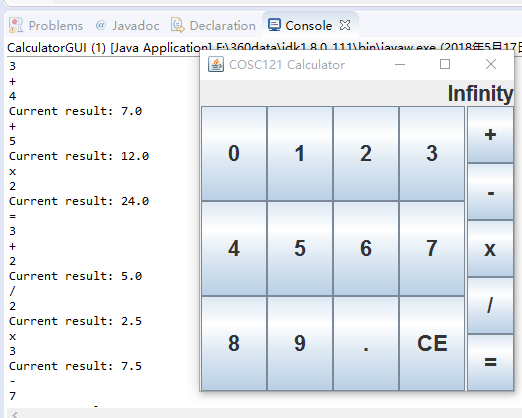 Problems @ Javadoc Declaration Console
CalculatorGUI (1) [Java Application] F:\360data\jdk1.8.0_111\bin\javaw.exe (2018年5月17日
3
+
4
Current result: 7.0
+
5
Current result: 12.0
x
2
Current result: 24.0
=
3
+
2
Current result: 5.0
/
2
Current result: 2.5
x
3
Current result: 7.5
-
7
COSC121 Calculator
Infinity
0 1 2 3 +
-
4 5 6 7 x
/
8 9 . CE
=